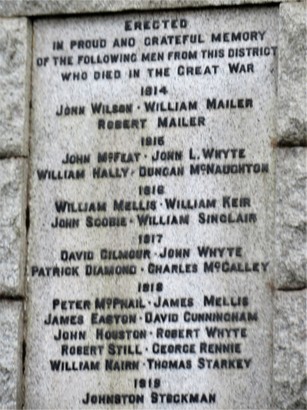 ERECTED
IN PROUD AND GRATEFUL MEMORY
OF THE FOLLOWING MEN FROM THIS DISTRICT
WHO DIED IN THE GREAT WAR
1914
JOHN WILSON · WILLIAM MAILER
ROBERT MAILER
1915
JOHN McFEAT · JOHN L. WHYTE
WILLIAM HALLY · DUNCAN McNAUGHTON
1916
WILLIAM MELLIS · WILLIAM KEIR
JOHN SCOBIE · WILLIAM SINCLAIR
1917
DAVID GILMOUR · JOHN WHYTE
PATRICK DIAMOND · CHARLES McCALLEY
1918
PETER McPHAIL · JAMES MELLIS
JAMES EASTON · DAVID CUNNINGHAM
JOHN HOUSTON · ROBERT WHYTE
ROBERT STILL · GEORGE RENNIE
WILLIAM NAIRN · THOMAS STARKEY
1919
JOHNSTON STOCKMAN